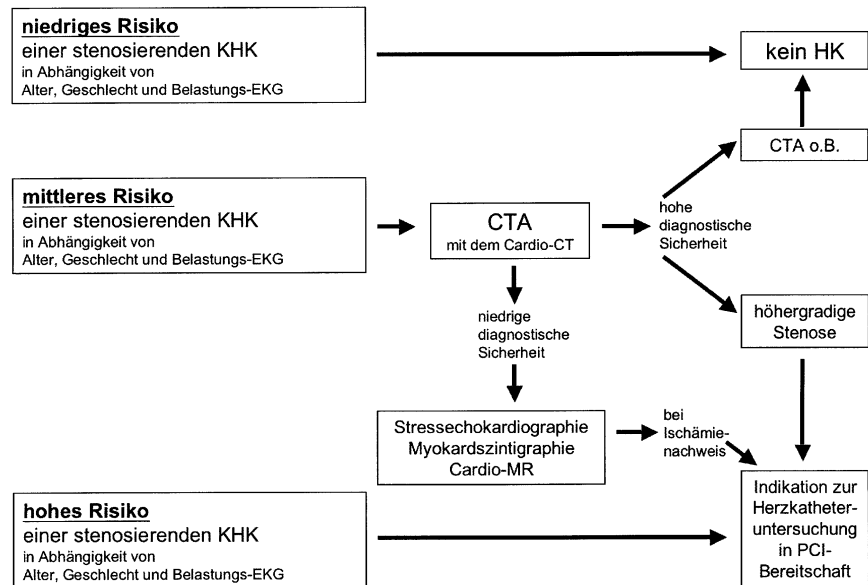 niedriges Risiko
einer stenosierenden KHK
in Abhängigkeit von
Alter, Geschlecht und Belastungs-EKG
kein HK
CTA o.B.
mittleres Risiko
einer stenosierenden KHK
in Abhängigkeit von
Alter, Geschlecht und Belastungs-EKG
CTA
mit dem Cardio-CT
hohe
diagnostische
Sicherheit
niedrige
diagnostische
Sicherheit
höhergradige
Stenose
Stressechokardiographie
Myokardszintigraphie
Cardio-MR
bei
Ischämie-
nachweis
hohes Risiko
einer stenosierenden KHK
in Abhängigkeit von
Alter, Geschlecht und Belastungs-EKG
Indikation zur
Herzkatheter-
untersuchung
in PCI-
Bereitschaft